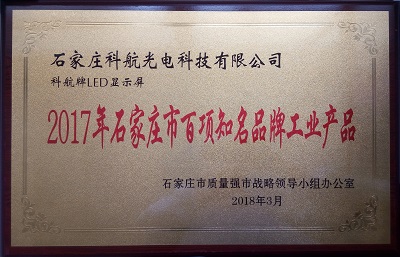 石家庄科航光电科技有限公司
科航牌LED显示屏
2017年石家庄市百项知名品牌工业产品
石家庄市质量强市战略领导小组办公室
2018年3月